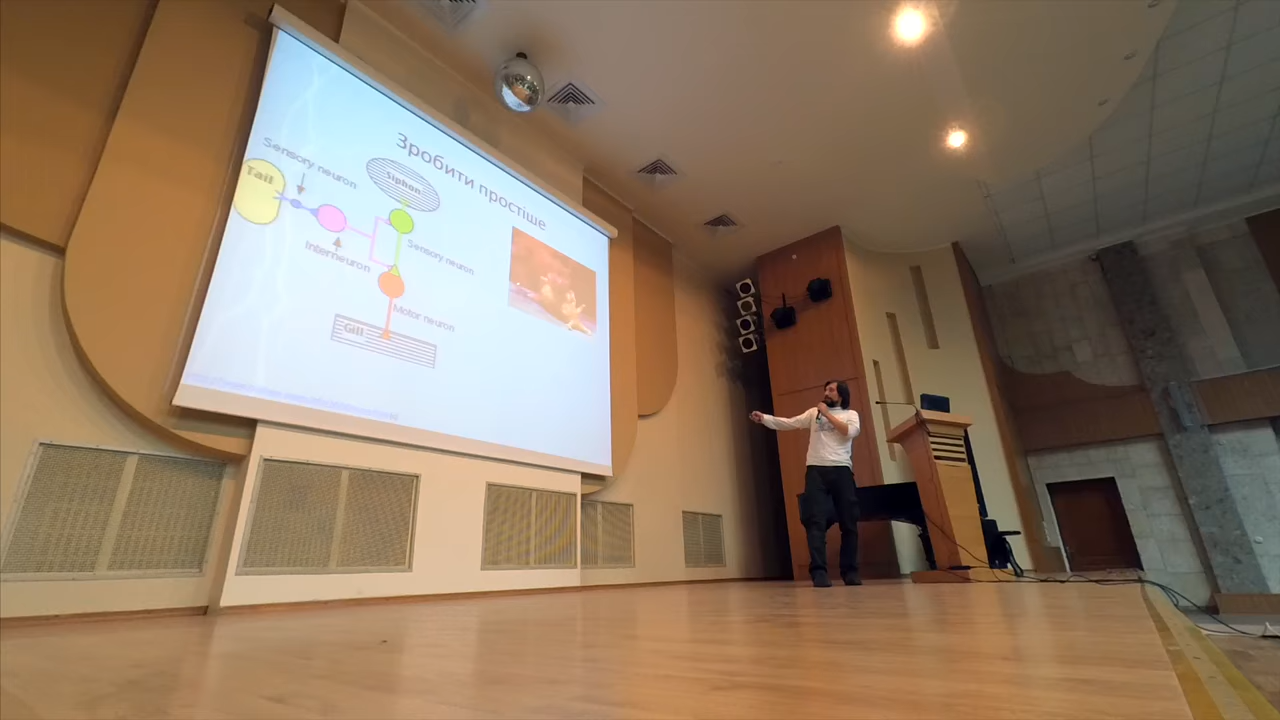 Зробити простіше
Sensory neuron
Tail
Siphon
Interneuron
Sensory neuron
Motor neuron
Gill